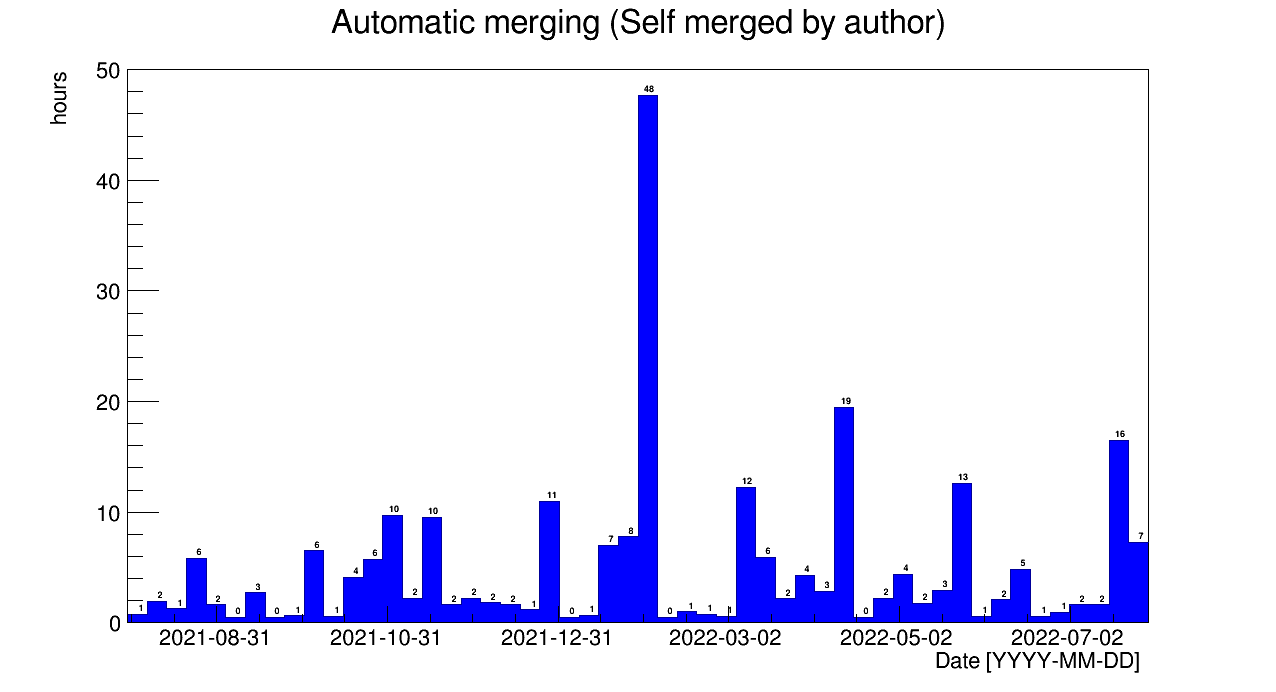 Automatic merging (Self merged by author)
hours
50
40
30
20
10
0
1 2 1 6 2 0 3 0 1 6 1 4 6 10 2 10 2 2 2 2 1 11 0 1 7 8 48 0 1 1 1 12 6 2 4 3 19 0 2 4 2 3 13 1 2 5 1 1 2 2 16 7
2021-08-31 2021-10-31 2021-12-31 2022-03-02 2022-05-02 2022-07-02
Date [YYYY-MM-DD]